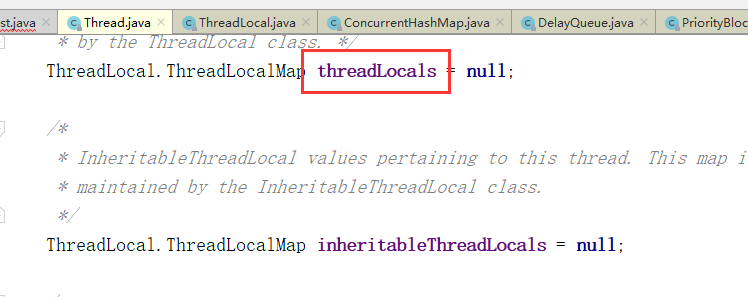 st.java Thread.java ThreadLocal.java ConcurrentHashMap.java DelayQueue.java PriorityBloc
* by the ThreadLocal class. */
ThreadLocal.ThreadLocalMap threadLocals = null;
/*
* InheritableThreadLocal values pertaining to this thread. This map i
* maintained by the InheritableThreadLocal class.
*/
ThreadLocal.ThreadLocalMap inheritableThreadLocals = null;